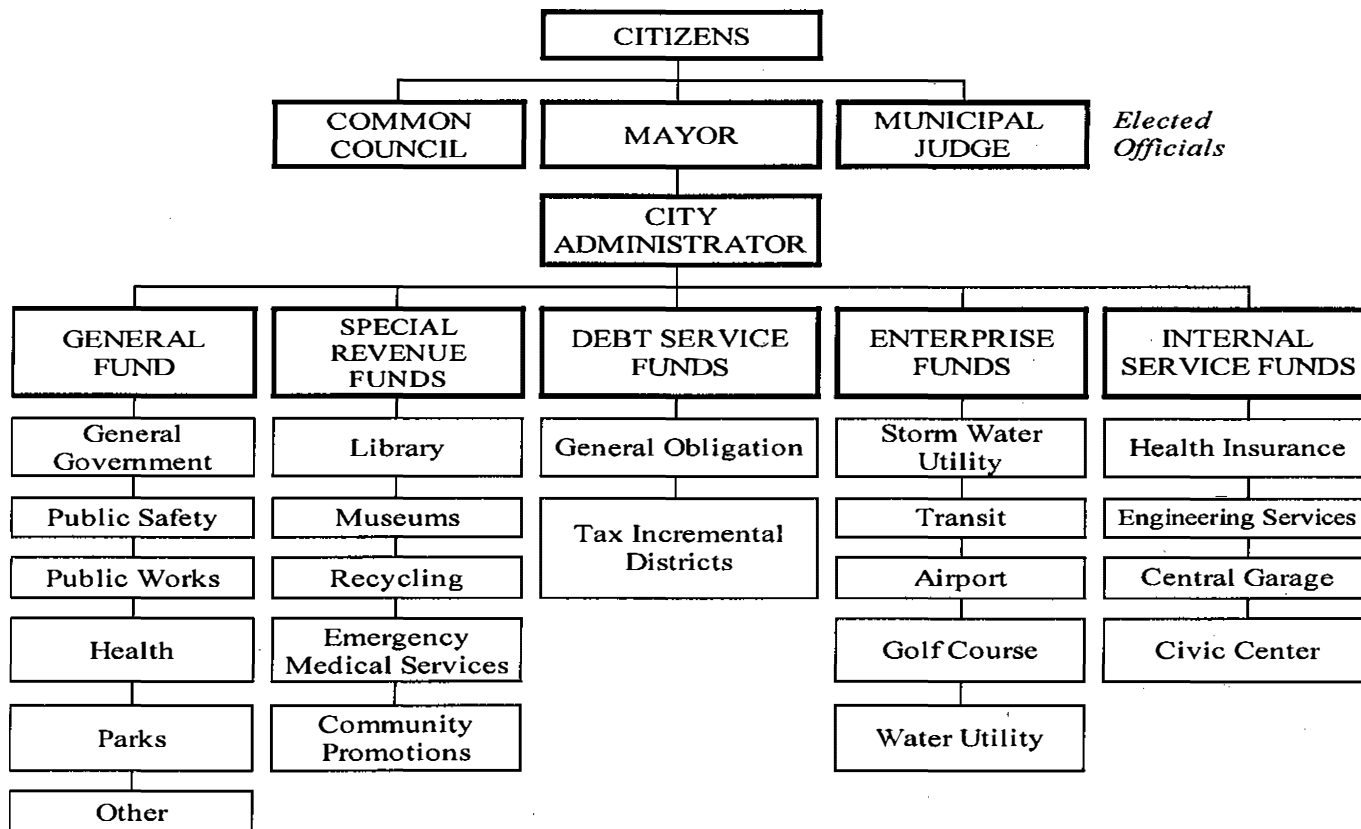 CITIZENS
COMMON
COUNCIL
MAYOR
MUNICIPAL
JUDGE
Elected
Officials
CITY
ADMINISTRATOR
GENERAL
FUND
SPECIAL
REVENUE
FUNDS
DEBT SERVICE
FUNDS
ENTERPRISE
FUNDS
INTERNAL
SERVICE FUNDS
General
Government
Public Safety
Public Works
Health
Parks
Other
Library
Museums
Recycling
Emergency
Medical Services
Community
Promotions
General Obligation
Tax Incremental
Districts
Storm Water
Utility
Transit
Airport
Golf Course
Water Utility
Health Insurance
Engineering Services
Central Garage
Civic Center